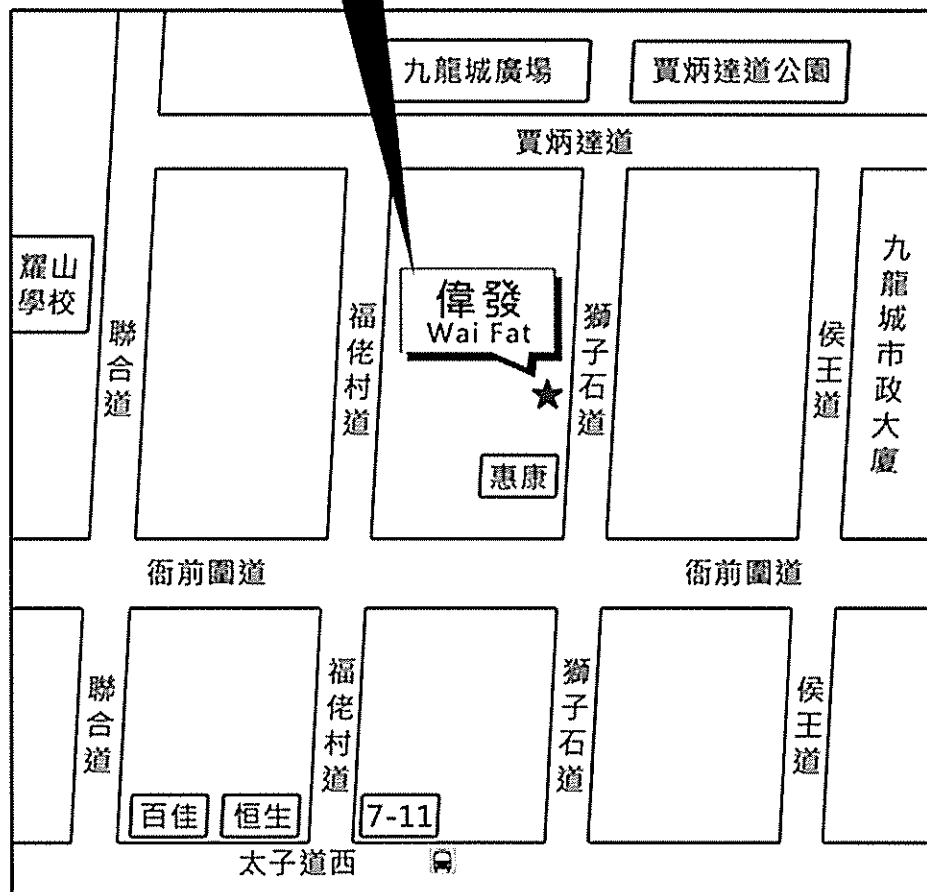 九龍城廣場
賈炳達道公園
賈炳達道
耀山
學校
聯合道
福佬村道
偉發
Wai Fat
獅子石道
侯王道
九龍城市政大廈
惠康
衙前圍道
衙前圍道
聯合道
福佬村道
獅子石道
侯王道
百佳
恒生
7-11
太子道西